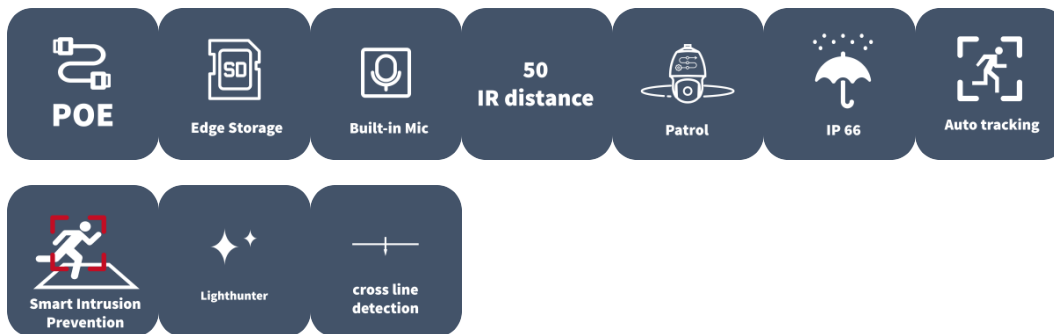 POE
SD
Edge Storage
Built-in Mic
50
IR distance
Patrol
IP 66
Auto tracking
Smart Intrusion
Prevention
Lighthunter
cross line
detection